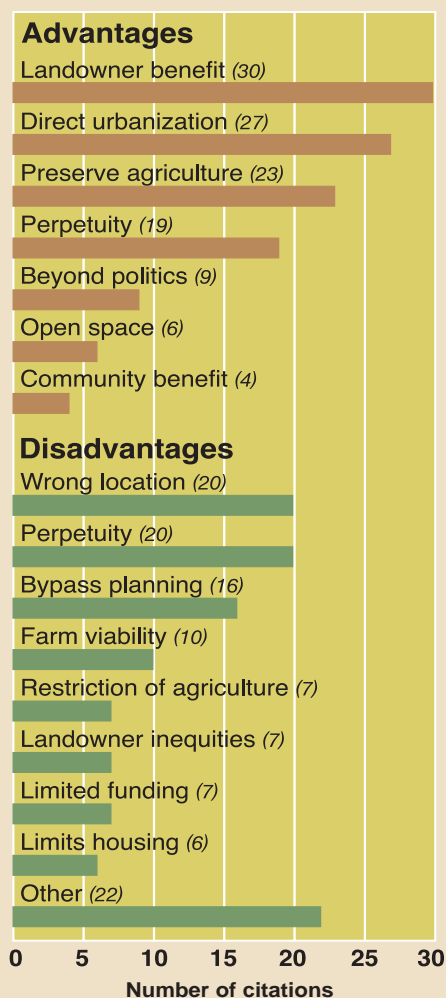 Advantages
Landowner benefit (30)
Direct urbanization (27)
Preserve agriculture (23)
Perpetuity (19)
Beyond politics (9)
Open space (6)
Community benefit (4)
Disadvantages
Wrong location (20)
Perpetuity (20)
Bypass planning (16)
Farm viability (10)
Restriction of agriculture (7)
Landowner inequities (7)
Limited funding (7)
Limits housing (6)
Other (22)
0 5 10 15 20 25 30
Number of citations